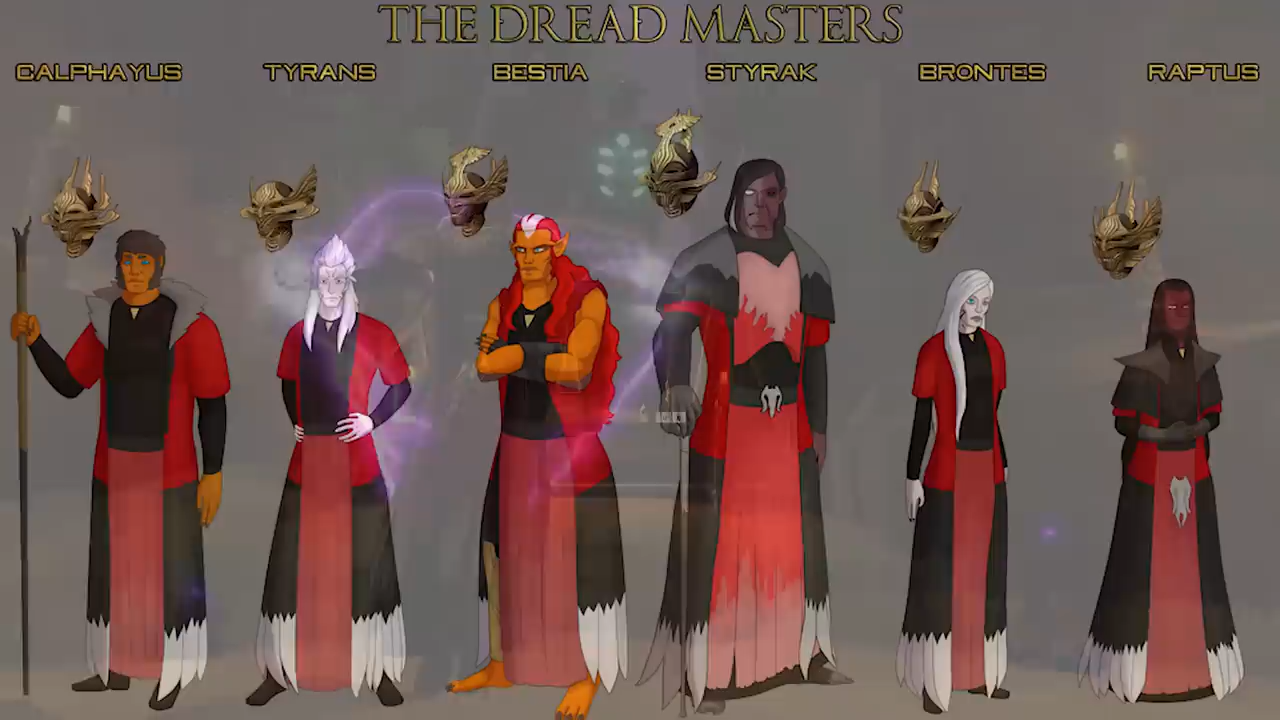 THE DREAD MASTERS
CALPHAYUS TYRANS BESTIA STYRAK BRONTES RAPTUS